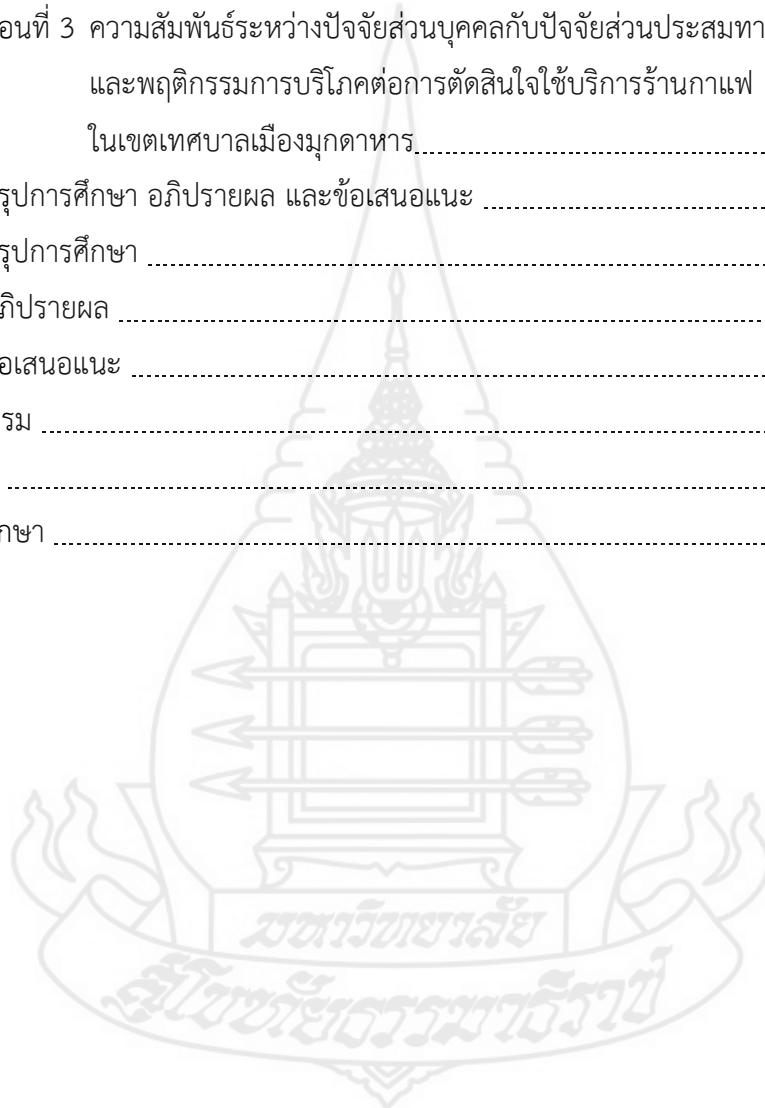 อนที่ 3 ความสัมพันธ์ระหว่างปัจจัยส่วนบุคคลกับปัจจัยส่วนประสมทา
และพฤติกรรมการบริโภคต่อการตัดสินใจใช้บริการร้านกาแฟ
ในเขตเทศบาลเมืองมุกดาหาร
รุปการศึกษา อภิปรายผล และข้อเสนอแนะ
รุปการศึกษา
ภิปรายผล
อเสนอแนะ
รม
กษา
มหาวิทยาลัย
สุโขทัยธรรมาธิราช